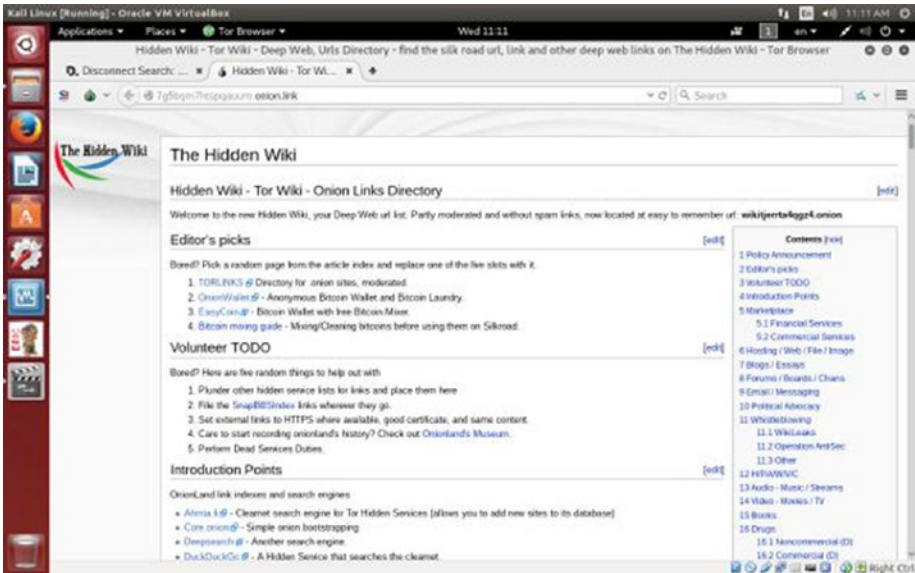 Kali Linux [Running] - Oracle VM VirtualBox
En
11:11 AM
Applications
Places
Tor Browser
Wed 11:11
1
en
Hidden Wiki - Tor Wiki - Deep Web, Urls Directory - find the silk road url, link and other deep web links on The Hidden Wiki - Tor Browser
Disconnect Search: ...
Hidden Wiki - Tor Wi...
.onion.link
Search
The Hidden Wiki
The Hidden Wiki
Hidden Wiki - Tor Wiki - Onion Links Directory
[edit]
Welcome to the new Hidden Wiki, your Deep Web url list. Partly moderated and without spam links, now located at easy to remember url: wikitjerrta4qgz4.onion
Editor's picks
[edit]
Bored? Pick a random page from the article index and replace one of the five slots with it.
1. TORLINKS Directory for .onion sites, moderated.
2. OnionWallet - Anonymous Bitcoin Wallet and Bitcoin Laundry.
3. EasyCoin - Bitcoin Wallet with free Bitcoin Mixer.
4. Bitcoin mixing guide - Mixing/Cleaning bitcoins before using them on Silkroad.
Volunteer TODO
[edit]
Bored? Here are five random things to help out with
1. Plunder other hidden service lists for links and place them here
2. File the SnapBBSIndex links wherever they go.
3. Set external links to HTTPS where available, good certificate, and same content.
4. Care to start recording onionland's history? Check out Onionland's Museum.
5. Perform Dead Services Duties.
Introduction Points
[edit]
OnionLand link indexes and search engines
Ahmia.fi - Clearnet search engine for Tor Hidden Services (allows you to add new sites to its database)
Core.onion - Simple onion bootstrapping
Deepsearch - Another search engine.
DuckDuckGo - A Hidden Service that searches the clearnet.
Contents [hide]
1 Policy Announcement
2 Editor's picks
3 Volunteer TODO
4 Introduction Points
5 Marketplace
5.1 Financial Services
5.2 Commercial Services
6 Hosting / Web / File / Image
7 Blogs / Essays
8 Forums / Boards / Chans
9 Email / Messaging
10 Political Advocacy
11 Whistleblowing
11.1 WikiLeaks
11.2 Operation AntiSec
11.3 Other
12 H/P/A/W/V/C
13 Audio - Music / Streams
14 Video - Movies / TV
15 Books
16 Drugs
16.1 Noncommercial (D)
16.2 Commercial (D)
Right Ctrl